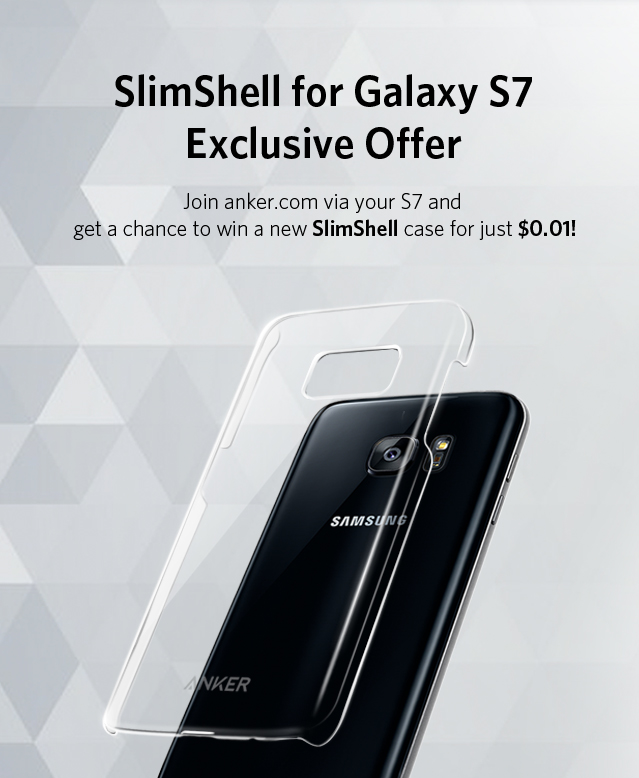 SlimShell for Galaxy S7
Exclusive Offer
Join anker.com via your S7 and
get a chance to win a new SlimShell case for just $0.01!
SAMSUNG
ANKER